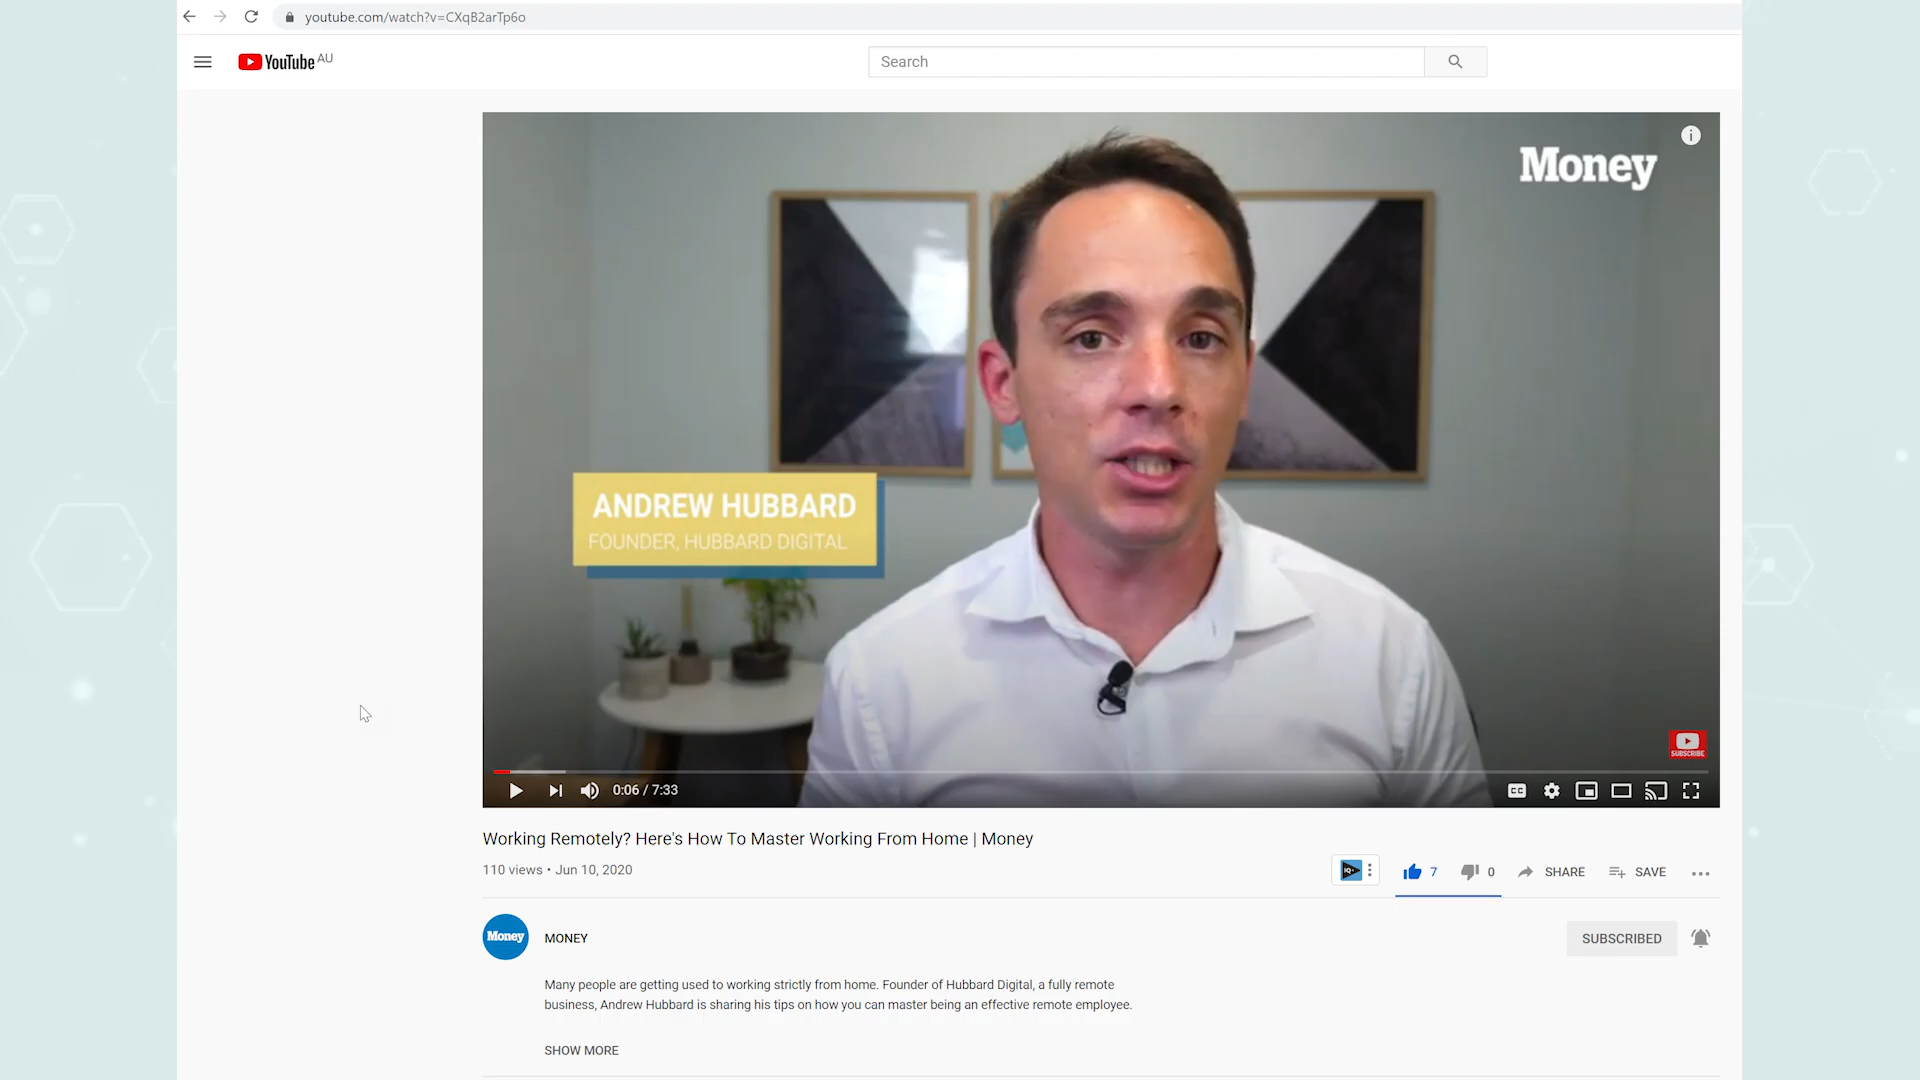 youtube.com/watch?v=CXqB2arTp6o
YouTube AU
Search
Money
ANDREW HUBBARD
FOUNDER, HUBBARD DIGITAL
SUBSCRIBE
0:06 / 7:33
CC
Working Remotely? Here's How To Master Working From Home | Money
110 views • Jun 10, 2020
IQ
7
0
SHARE
SAVE
Money
MONEY
SUBSCRIBED
Many people are getting used to working strictly from home. Founder of Hubbard Digital, a fully remote
business, Andrew Hubbard is sharing his tips on how you can master being an effective remote employee.
SHOW MORE